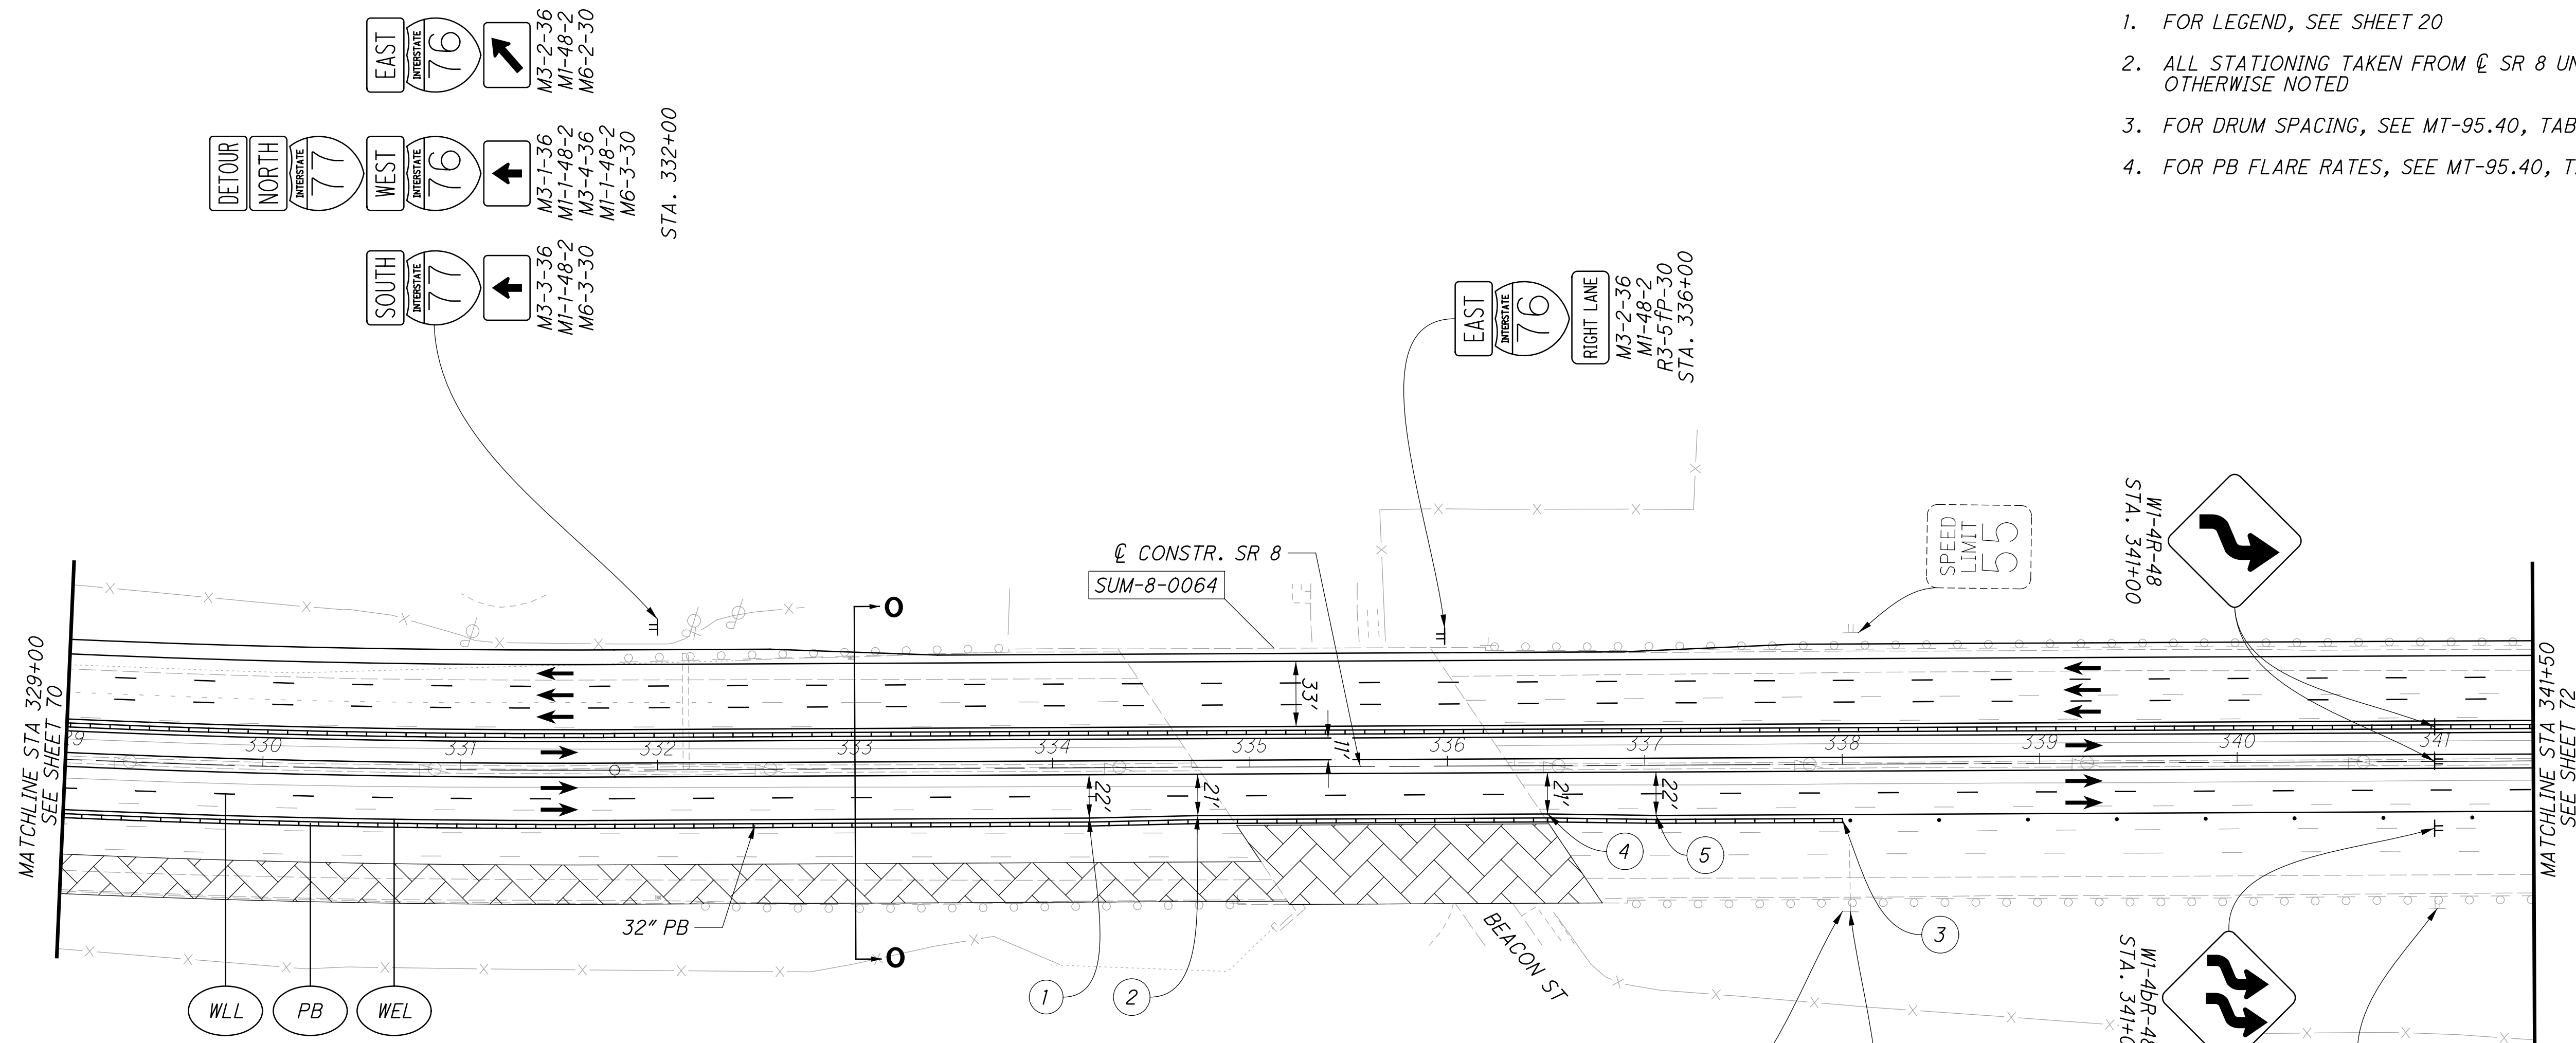 1. FOR LEGEND, SEE SHEET 20
2. ALL STATIONING TAKEN FROM ℄ SR 8
OTHERWISE NOTED
3. FOR DRUM SPACING, SEE MT-95.40,
4. FOR PB FLARE RATES, SEE MT-95.40,
EAST
INTERSTATE
76
M3-2-36
M1-48-2
M6-2-30
DETOUR
NORTH
INTERSTATE
77
WEST
INTERSTATE
76
M3-1-36
M1-1-48-2
M3-4-36
M1-1-48-2
M6-3-30
STA. 332+00
SOUTH
INTERSTATE
77
M3-3-36
M1-1-48-2
M6-3-30
EAST
INTERSTATE
76
RIGHT LANE
M3-2-36
M1-48-2
R3-5fP-30
STA. 336+00
SPEED
LIMIT
55
W1-4R-48
STA. 341+00
℄ CONSTR. SR 8
SUM-8-0064
O
MATCHLINE STA 329+00
SEE SHEET 70
MATCHLINE STA 341+50
SEE SHEET 72
33'
330
331
332
333
334
335
336
337
338
339
340
341
11'
22'
21'
21'
22'
4
5
3
32" PB
BEACON ST
O
1
2
WLL
PB
WEL
W1-4bR-48